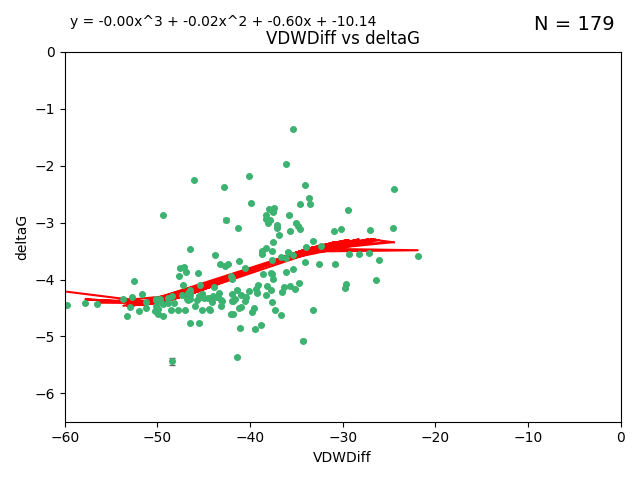 y = -0.00x^3 + -0.02x^2 + -0.60x + -10.14
N = 179
VDWDiff vs deltaG
0
−1
−2
−3
−4
−5
−6
deltaG
−60 −50 −40 −30 −20 −10 0
VDWDiff